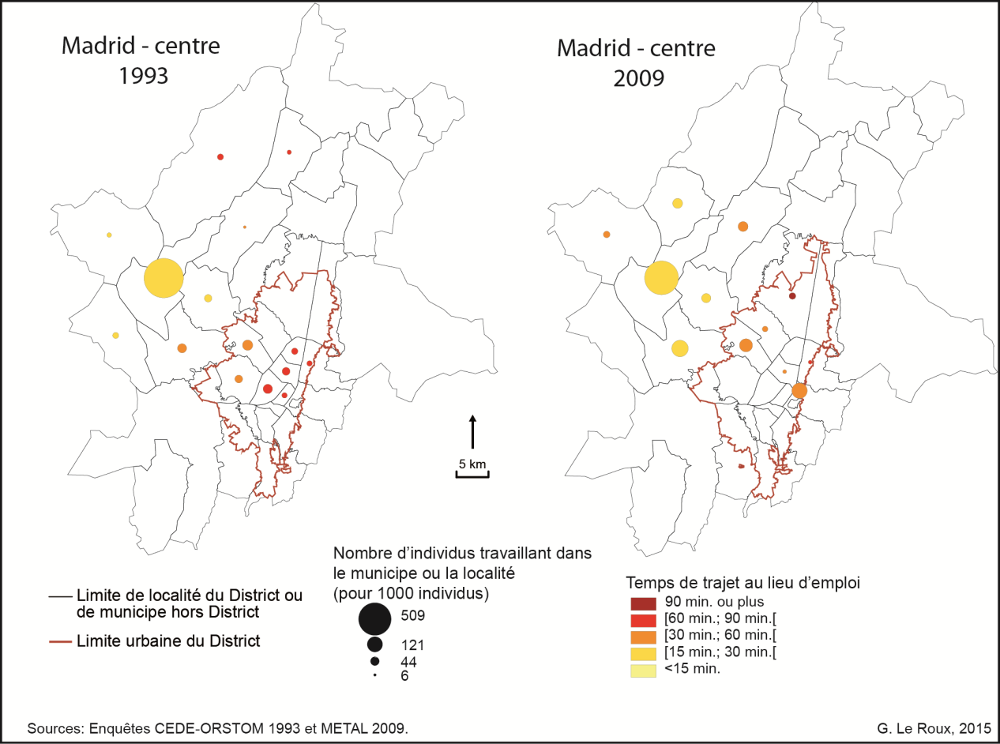 Madrid - centre
1993
Madrid - centre
2009
5 km
Nombre d’individus travaillant dans
le municipe ou la localité
(pour 1000 individus)
509
121
44
6
Limite de localité du District ou
de municipe hors District
Limite urbaine du District
Temps de trajet au lieu d’emploi
90 min. ou plus
[60 min.; 90 min.[
[30 min.; 60 min.[
[15 min.; 30 min.[
<15 min.
Sources: Enquêtes CEDE-ORSTOM 1993 et METAL 2009.
G. Le Roux, 2015